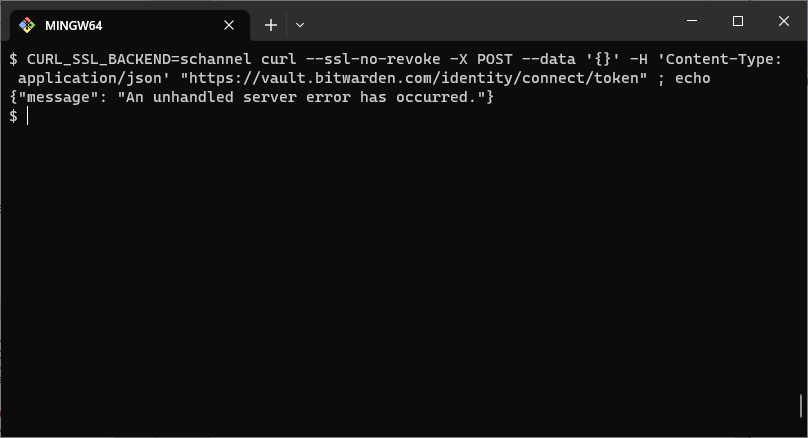 MINGW64
$ CURL_SSL_BACKEND=schannel curl --ssl-no-revoke -X POST --data '{}' -H 'Content-Type:
application/json' "https://vault.bitwarden.com/identity/connect/token" ; echo
{"message": "An unhandled server error has occurred."}
$